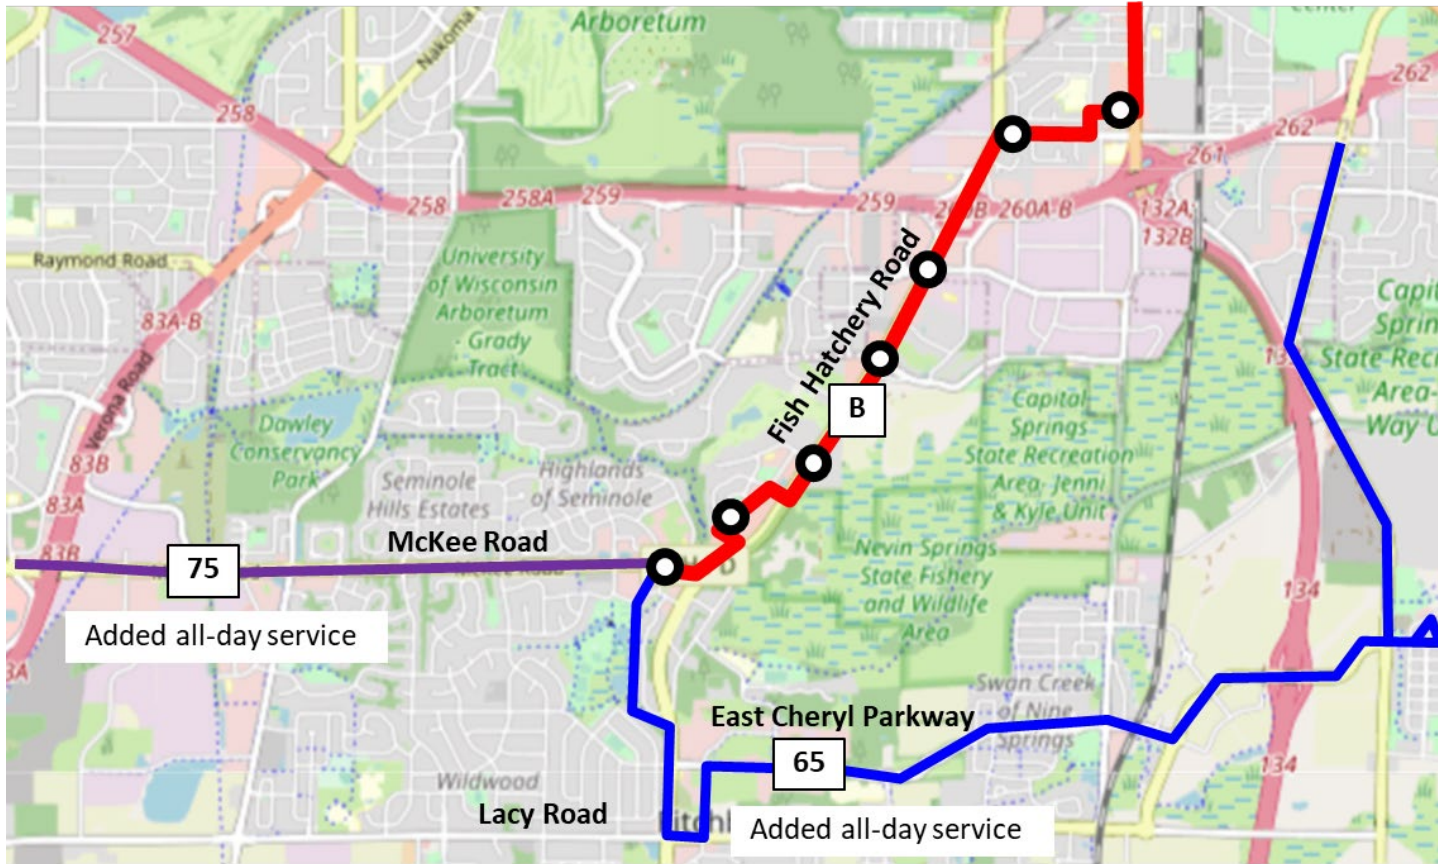 Arboretum
257
262
258
262
261
258
258A
259
259
260A-B
132A;
132B
Raymond Road
University
of Wisconsin
Arboretum
- Grady
Tract
Fish Hatchery Road
83A-B
Verona Road
B
Dawley
Conservancy
Park
Capital
Springs
State Recreation
Area- Jenni
& Kyle Unit
83B
83A
Seminole
Hills Estates
Highlands
of Seminole
McKee Road
83B
75
Nevin Springs
State Fishery
and Wildlife
Area
134
Added all-day service
Swan Creek
of Nine
Springs
East Cheryl Parkway
65
134
Wildwood
Lacy Road
Added all-day service